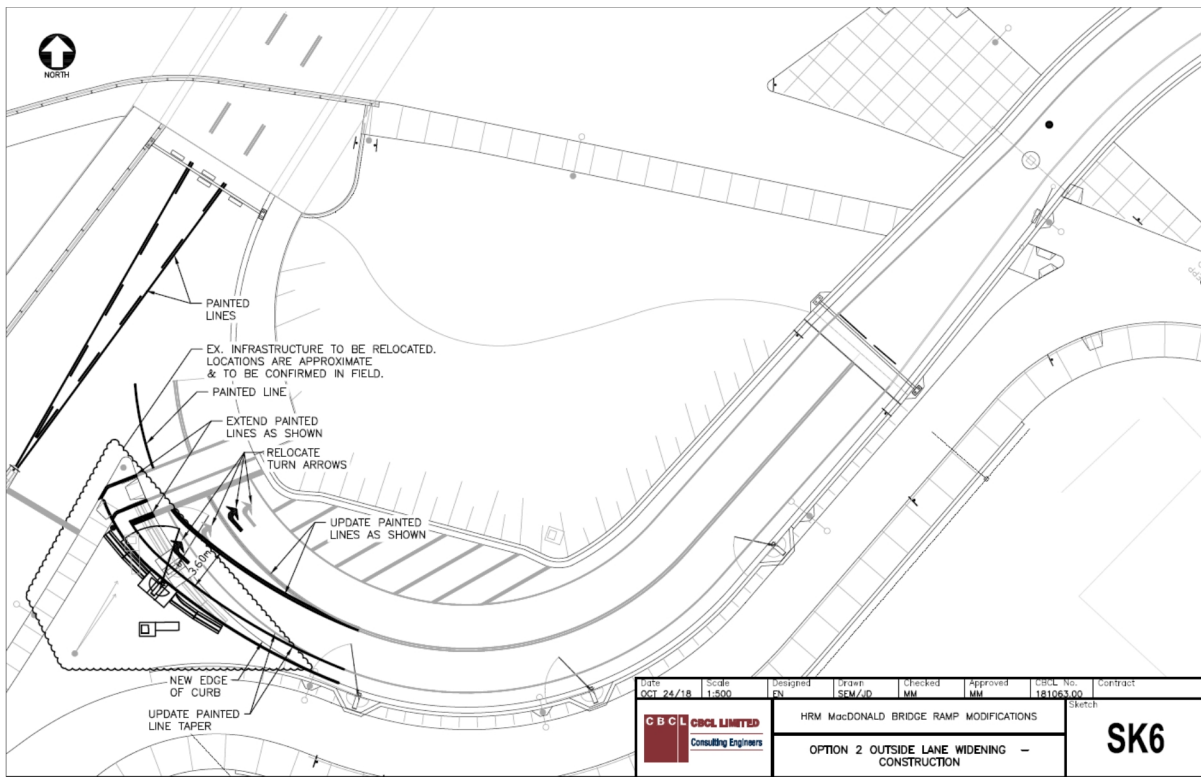 NORTH
PAINTED
LINES
EX. INFRASTRUCTURE TO BE RELOCATED.
LOCATIONS ARE APPROXIMATE
& TO BE CONFIRMED IN FIELD.
PAINTED LINE
EXTEND PAINTED
LINES AS SHOWN
RELOCATE
TURN ARROWS
UPDATE PAINTED
LINES AS SHOWN
3.60m
NEW EDGE
OF CURB
UPDATE PAINTED
LINE TAPER
Date
OCT 24/18
Scale
1:500
Designed
EN
Drawn
SEM/JD
Checked
MM
Approved
MM
CBCL No.
181063.00
Contract
CBCL
CBCL LIMITED
Consulting Engineers
HRM MacDONALD BRIDGE RAMP MODIFICATIONS
OPTION 2 OUTSIDE LANE WIDENING –
CONSTRUCTION
Sketch
SK6